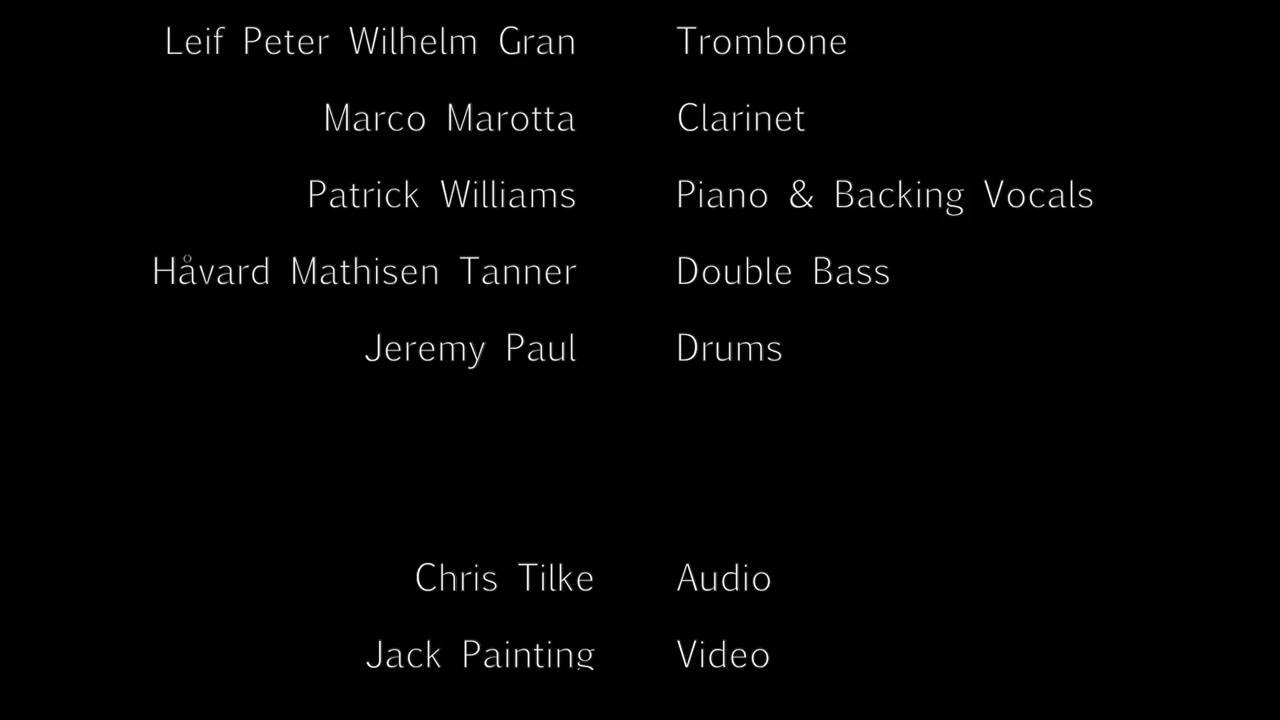 Leif Peter Wilhelm Gran Trombone
Marco Marotta Clarinet
Patrick Williams Piano & Backing Vocals
Håvard Mathisen Tanner Double Bass
Jeremy Paul Drums
Chris Tilke Audio
Jack Painting Video